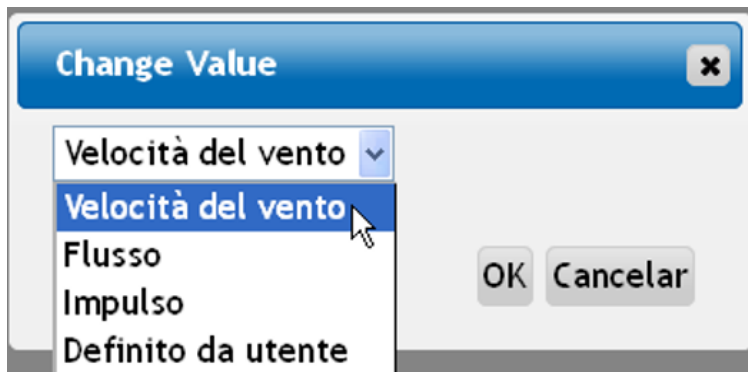 Change Value
Velocità del vento
Velocità del vento
Flusso
OK Cancelar
Impulso
Definito da utente